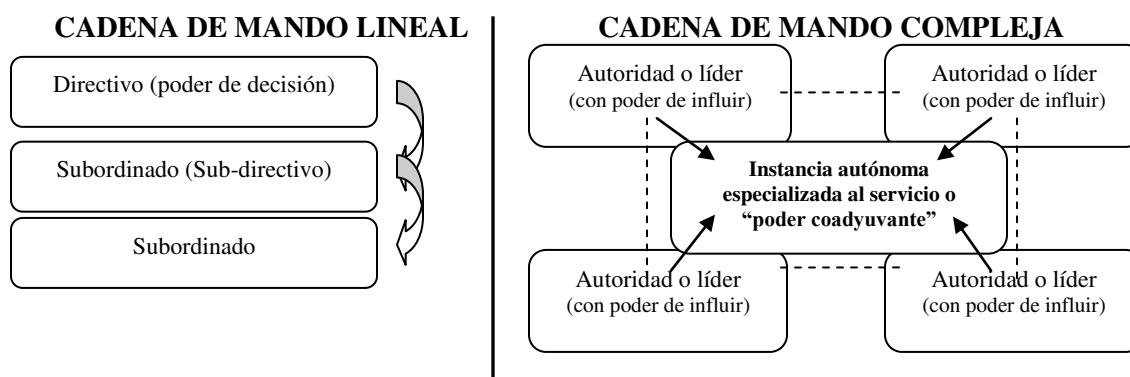 CADENA DE MANDO LINEAL
Directivo (poder de decisión)
Subordinado (Sub-directivo)
Subordinado
CADENA DE MANDO COMPLEJA
Autoridad o líder
(con poder de influir)
Autoridad o líder
(con poder de influir)
Instancia autónoma
especializada al servicio o
“poder coadyuvante”
Autoridad o líder
(con poder de influir)
Autoridad o líder
(con poder de influir)